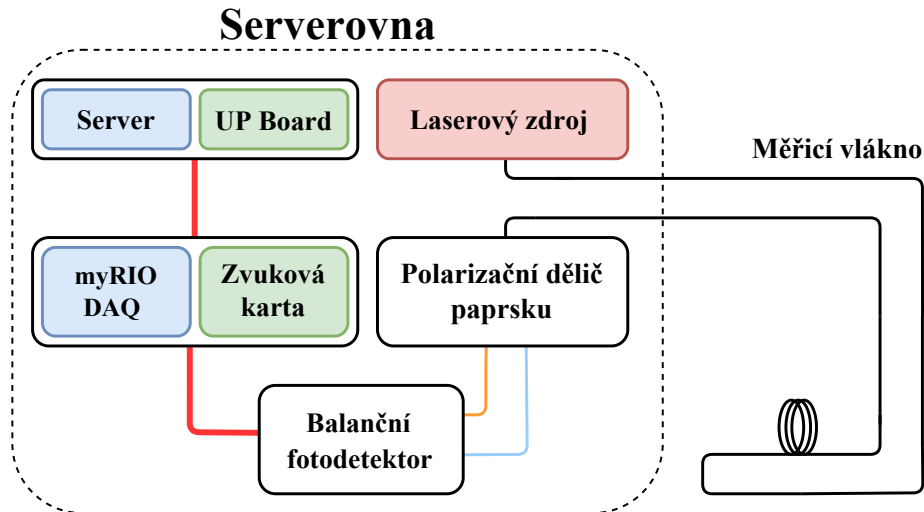 Serverovna
Server
UP Board
Laserový zdroj
Měřicí vlákno
myRIO
DAQ
Zvuková
karta
Polarizační dělič
paprsku
Balanční
fotodetektor